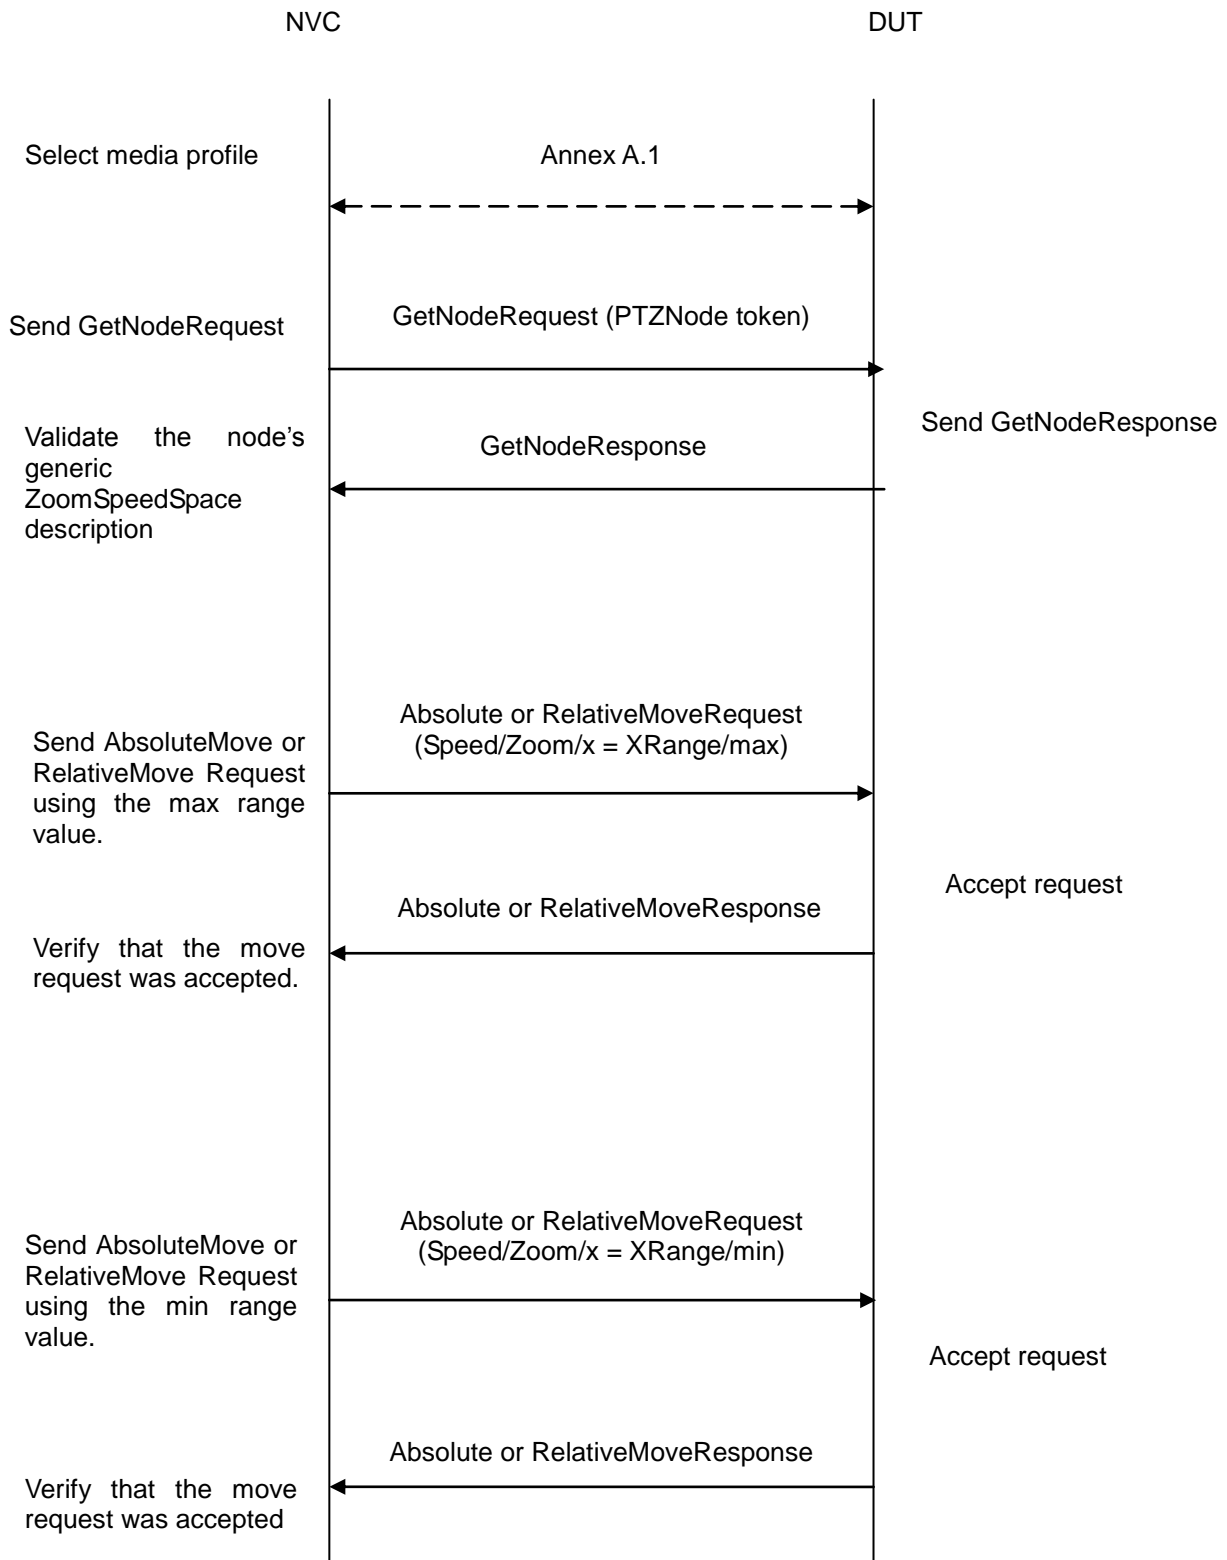 NVC
DUT
Select media profile
Annex A.1
Send GetNodeRequest
GetNodeRequest (PTZNode token)
Send GetNodeResponse
Validate the node's
generic
ZoomSpeedSpace
description
GetNodeResponse
Send AbsoluteMove or
RelativeMove Request
using the max range
value.
Absolute or RelativeMoveRequest
(Speed/Zoom/x = XRange/max)
Accept request
Absolute or RelativeMoveResponse
Verify that the move
request was accepted.
Send AbsoluteMove or
RelativeMove Request
using the min range
value.
Absolute or RelativeMoveRequest
(Speed/Zoom/x = XRange/min)
Accept request
Absolute or RelativeMoveResponse
Verify that the move
request was accepted